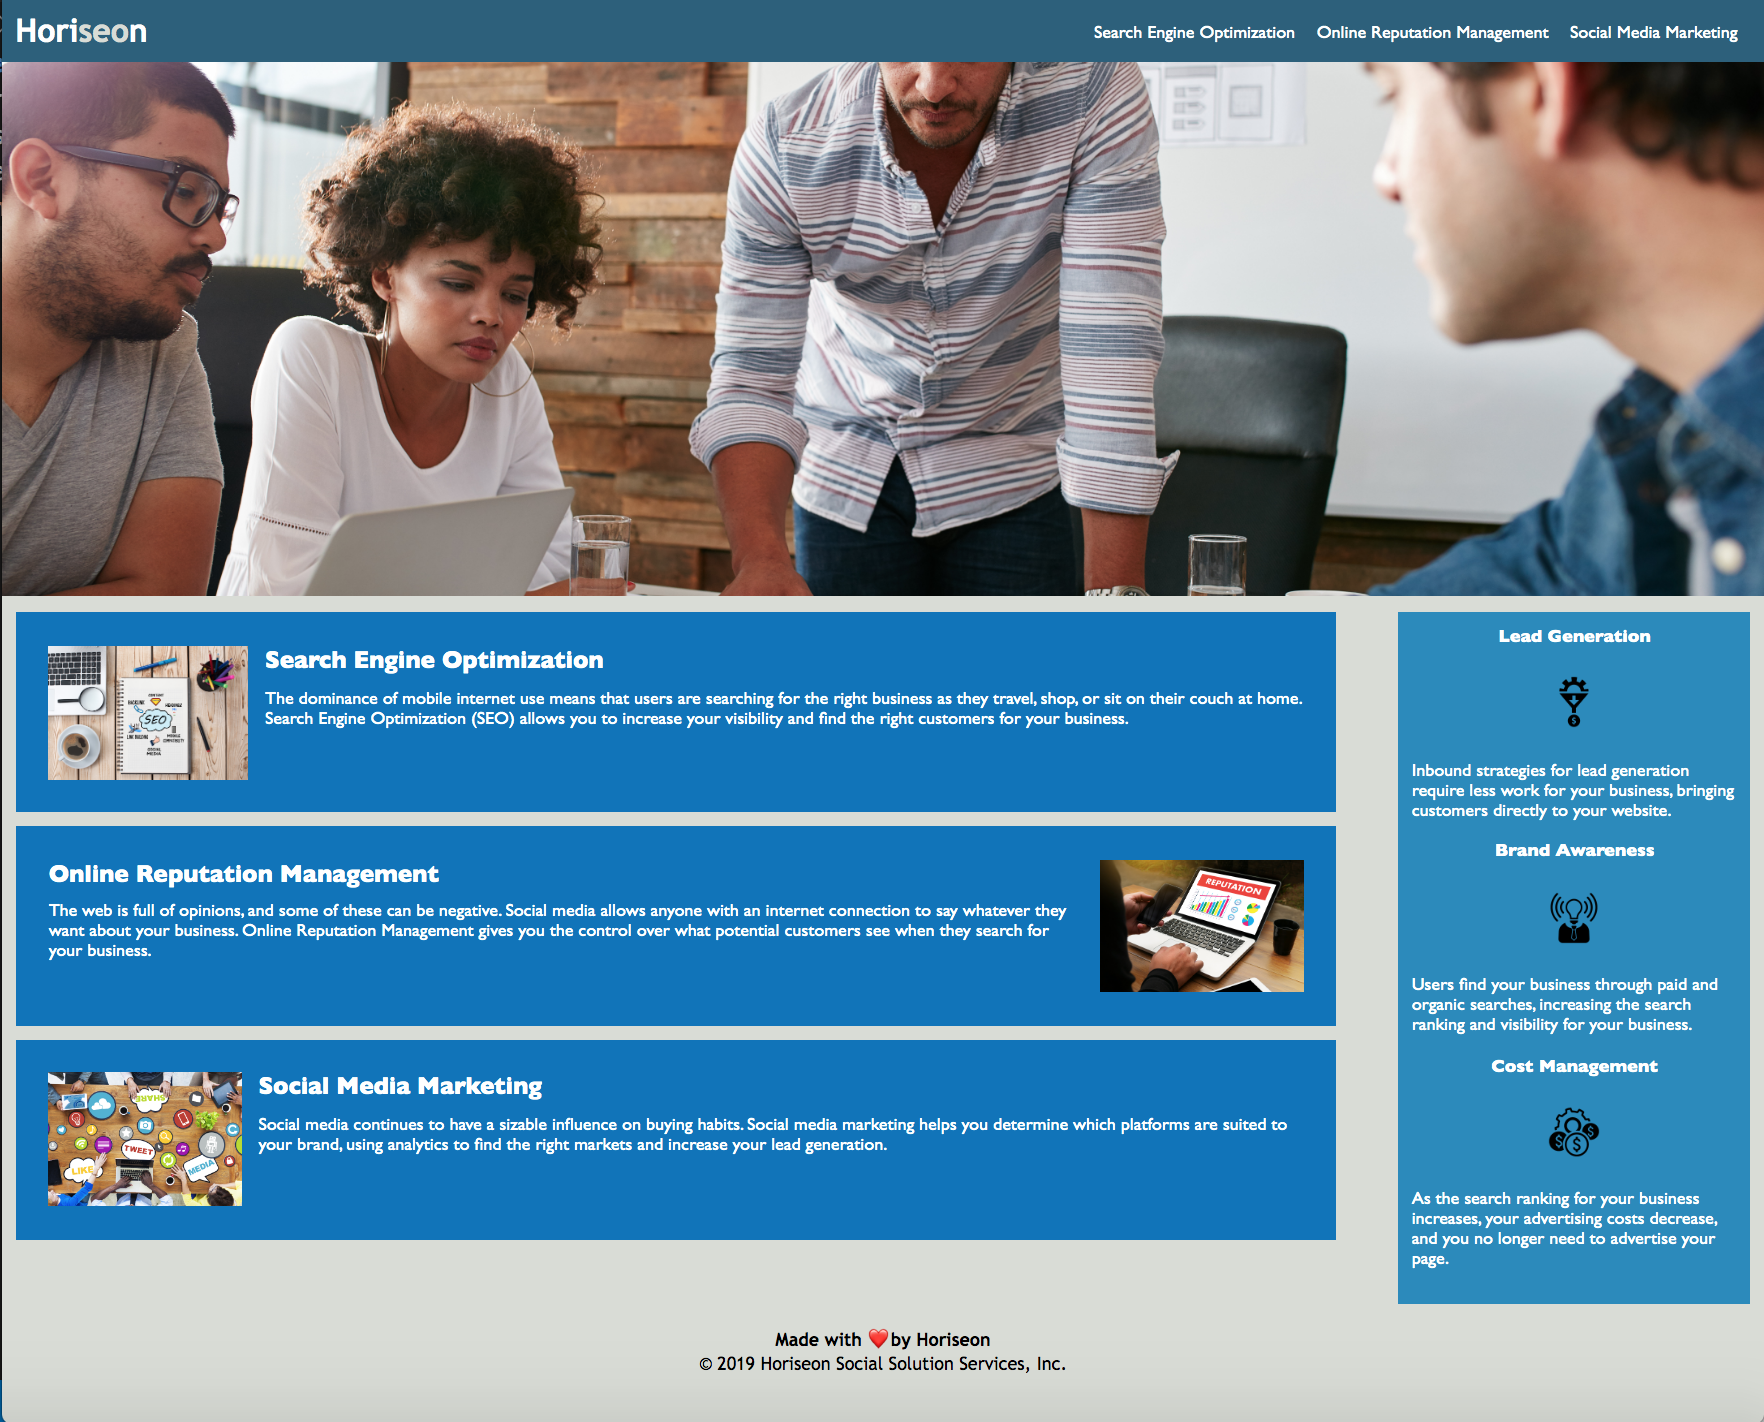 Horiseon
Search Engine Optimization Online Reputation Management Social Media Marketing
SEO
Search Engine Optimization
The dominance of mobile internet use means that users are searching for the right business as they travel, shop, or sit on their couch at home.
Search Engine Optimization (SEO) allows you to increase your visibility and find the right customers for your business.
Online Reputation Management
The web is full of opinions, and some of these can be negative. Social media allows anyone with an internet connection to say whatever they
want about your business. Online Reputation Management gives you the control over what potential customers see when they search for
your business.
REPUTATION
SHARE
TWEET
LIKE
MEDIA
Social Media Marketing
Social media continues to have a sizable influence on buying habits. Social media marketing helps you determine which platforms are suited to
your brand, using analytics to find the right markets and increase your lead generation.
Lead Generation
Inbound strategies for lead generation
require less work for your business, bringing
customers directly to your website.
Brand Awareness
Users find your business through paid and
organic searches, increasing the search
ranking and visibility for your business.
Cost Management
As the search ranking for your business
increases, your advertising costs decrease,
and you no longer need to advertise your
page.
Made with ❤️by Horiseon
© 2019 Horiseon Social Solution Services, Inc.